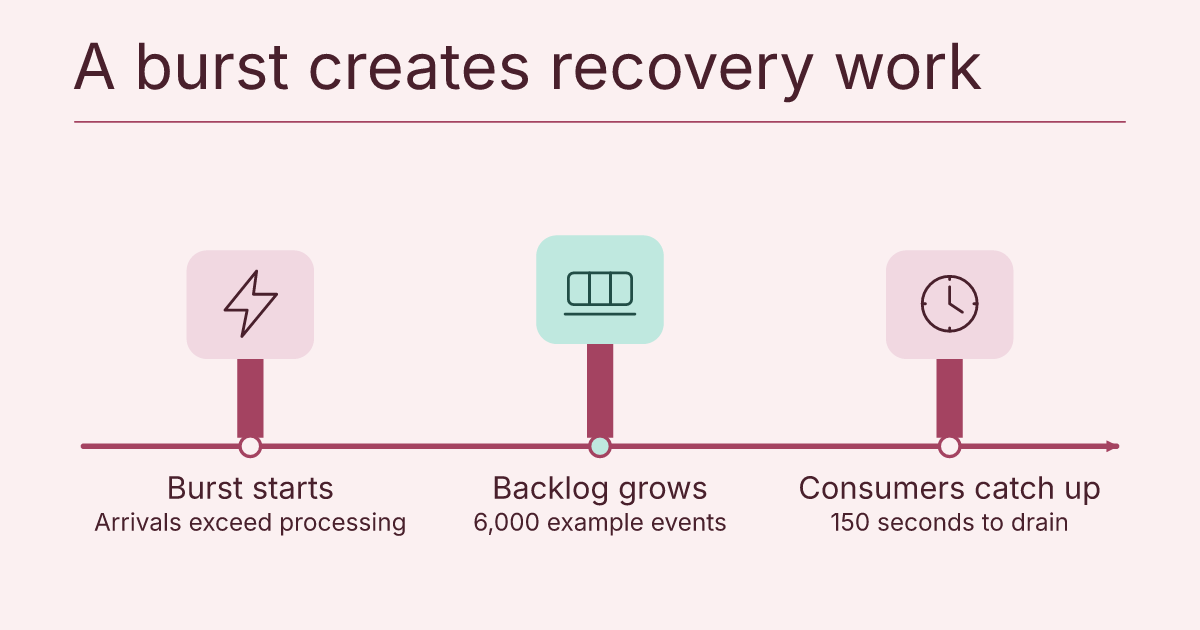 A burst creates recovery work
Burst starts
Arrivals exceed processing
Backlog grows
6,000 example events
Consumers catch up
150 seconds to drain